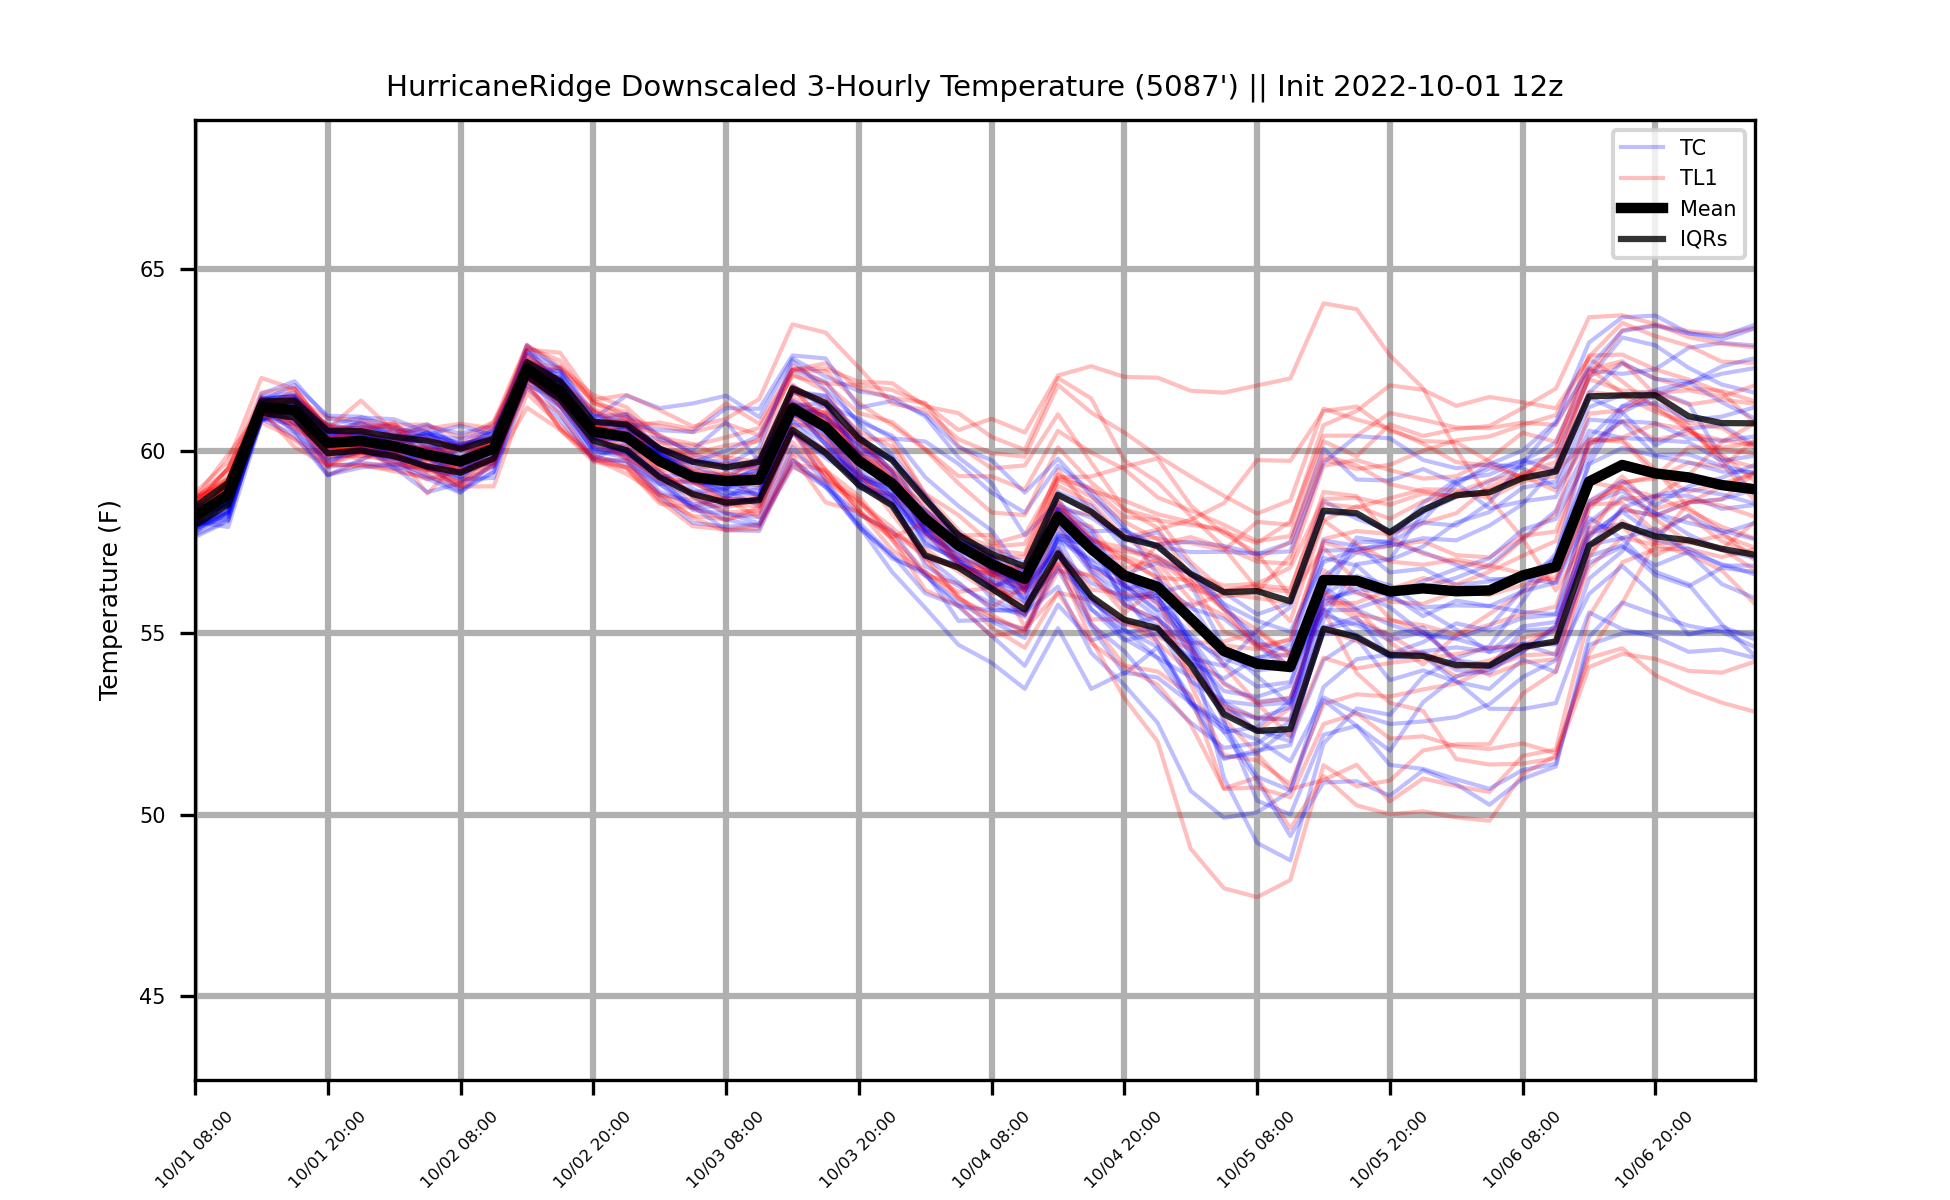 HurricaneRidge Downscaled 3-Hourly Temperature (5087') || Init 2022-10-01 12z
TC
TL1
Mean
IQRs
Temperature (F)
65
60
55
50
45
10/01 08:00
10/01 20:00
10/02 08:00
10/02 20:00
10/03 08:00
10/03 20:00
10/04 08:00
10/04 20:00
10/05 08:00
10/05 20:00
10/06 08:00
10/06 20:00